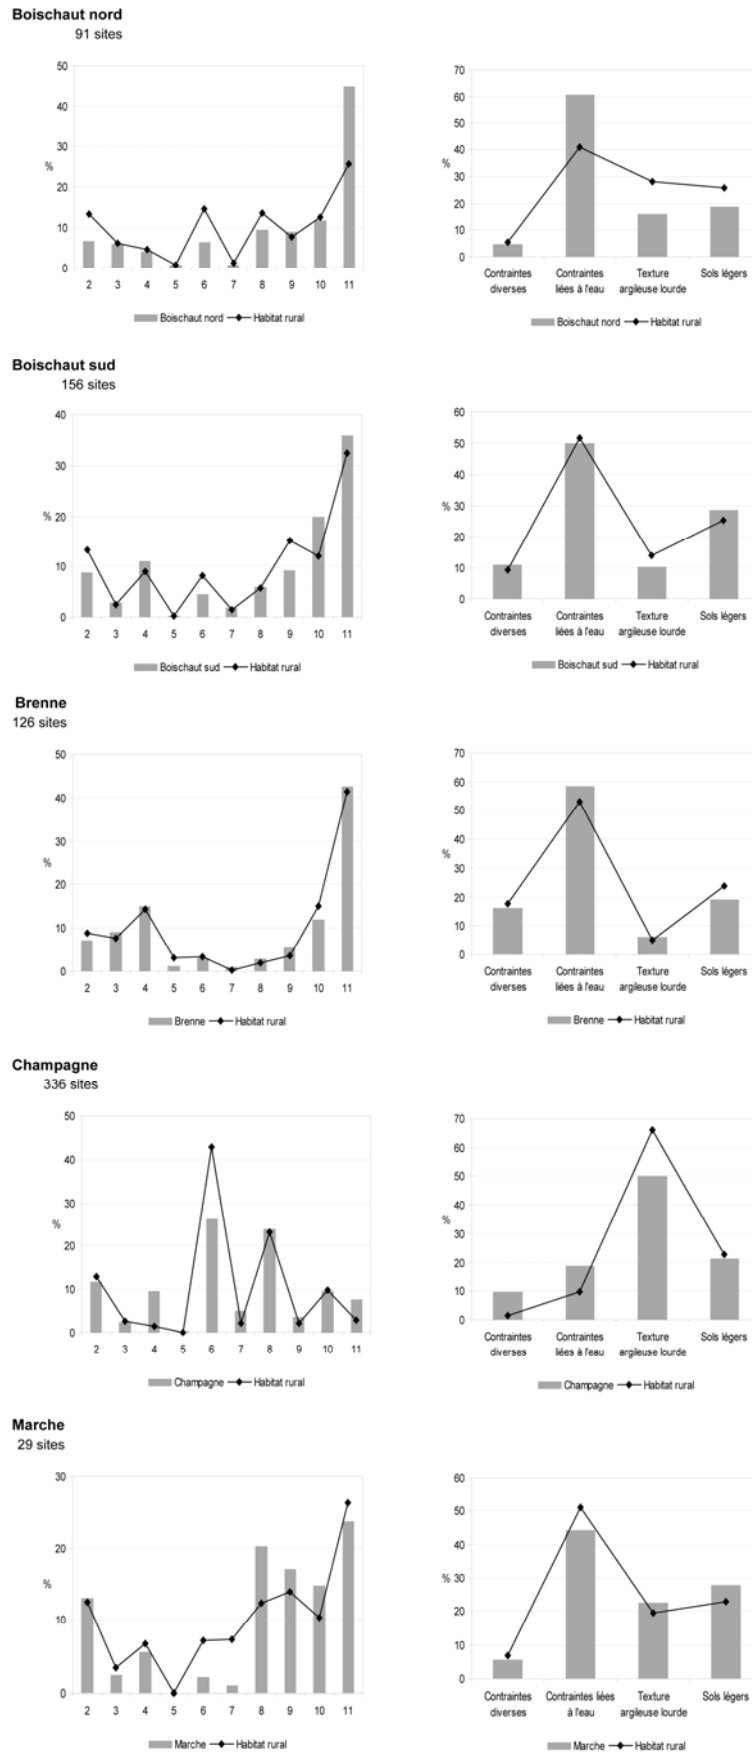 Boischaut nord
91 sites
50
40
%
30
20
10
0
2 3 4 5 6 7 8 9 10 11
Boischaut nord Habitat rural
70
60
50
%
40
30
20
10
0
Contraintes diverses
Contraintes liées à l'eau
Texture argileuse lourde
Sols légers
Boischaut nord Habitat rural
Boischaut sud
156 sites
40
30
% 20
10
0
2 3 4 5 6 7 8 9 10 11
Boischaut sud Habitat rural
60
50
40
% 30
20
10
0
Contraintes diverses
Contraintes liées à l'eau
Texture argileuse lourde
Sols légers
Boischaut sud Habitat rural
Brenne
126 sites
50
40
30
%
20
10
0
2 3 4 5 6 7 8 9 10 11
Brenne Habitat rural
70
60
50
40
%
30
20
10
0
Contraintes diverses
Contraintes liées à l'eau
Texture argileuse lourde
Sols légers
Brenne Habitat rural
Champagne
336 sites
50
40
30
%
20
10
0
2 3 4 5 6 7 8 9 10 11
Champagne Habitat rural
70
60
50
40
%
30
20
10
0
Contraintes diverses
Contraintes liées à l'eau
Texture argileuse lourde
Sols légers
Champagne Habitat rural
Marche
29 sites
30
20
%
10
0
2 3 4 5 6 7 8 9 10 11
Marche Habitat rural
60
50
40
% 30
20
10
0
Contraintes diverses
Contraintes liées à l'eau
Texture argileuse lourde
Sols légers
Marche Habitat rural